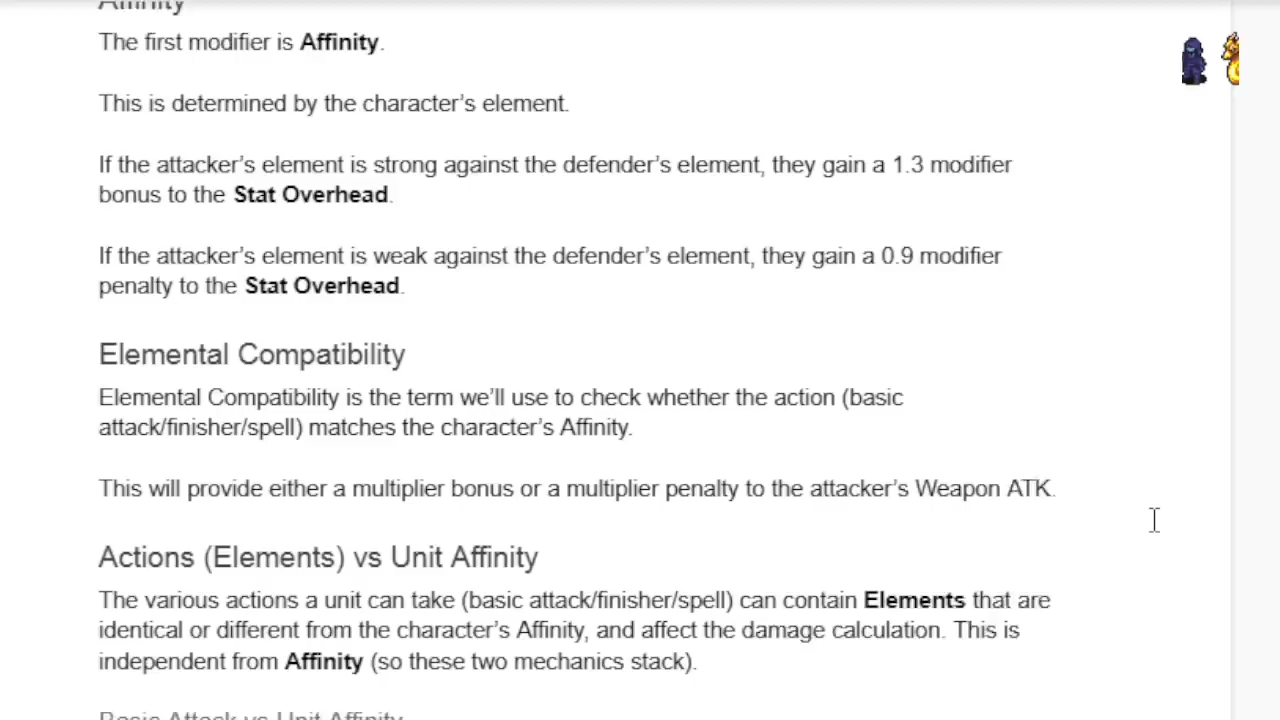 Affinity
The first modifier is Affinity.
This is determined by the character’s element.
If the attacker’s element is strong against the defender’s element, they gain a 1.3 modifier
bonus to the Stat Overhead.
If the attacker’s element is weak against the defender’s element, they gain a 0.9 modifier
penalty to the Stat Overhead.
Elemental Compatibility
Elemental Compatibility is the term we’ll use to check whether the action (basic
attack/finisher/spell) matches the character’s Affinity.
This will provide either a multiplier bonus or a multiplier penalty to the attacker’s Weapon ATK.
Actions (Elements) vs Unit Affinity
The various actions a unit can take (basic attack/finisher/spell) can contain Elements that are
identical or different from the character’s Affinity, and affect the damage calculation. This is
independent from Affinity (so these two mechanics stack).
Basic Attack vs Unit Affinity